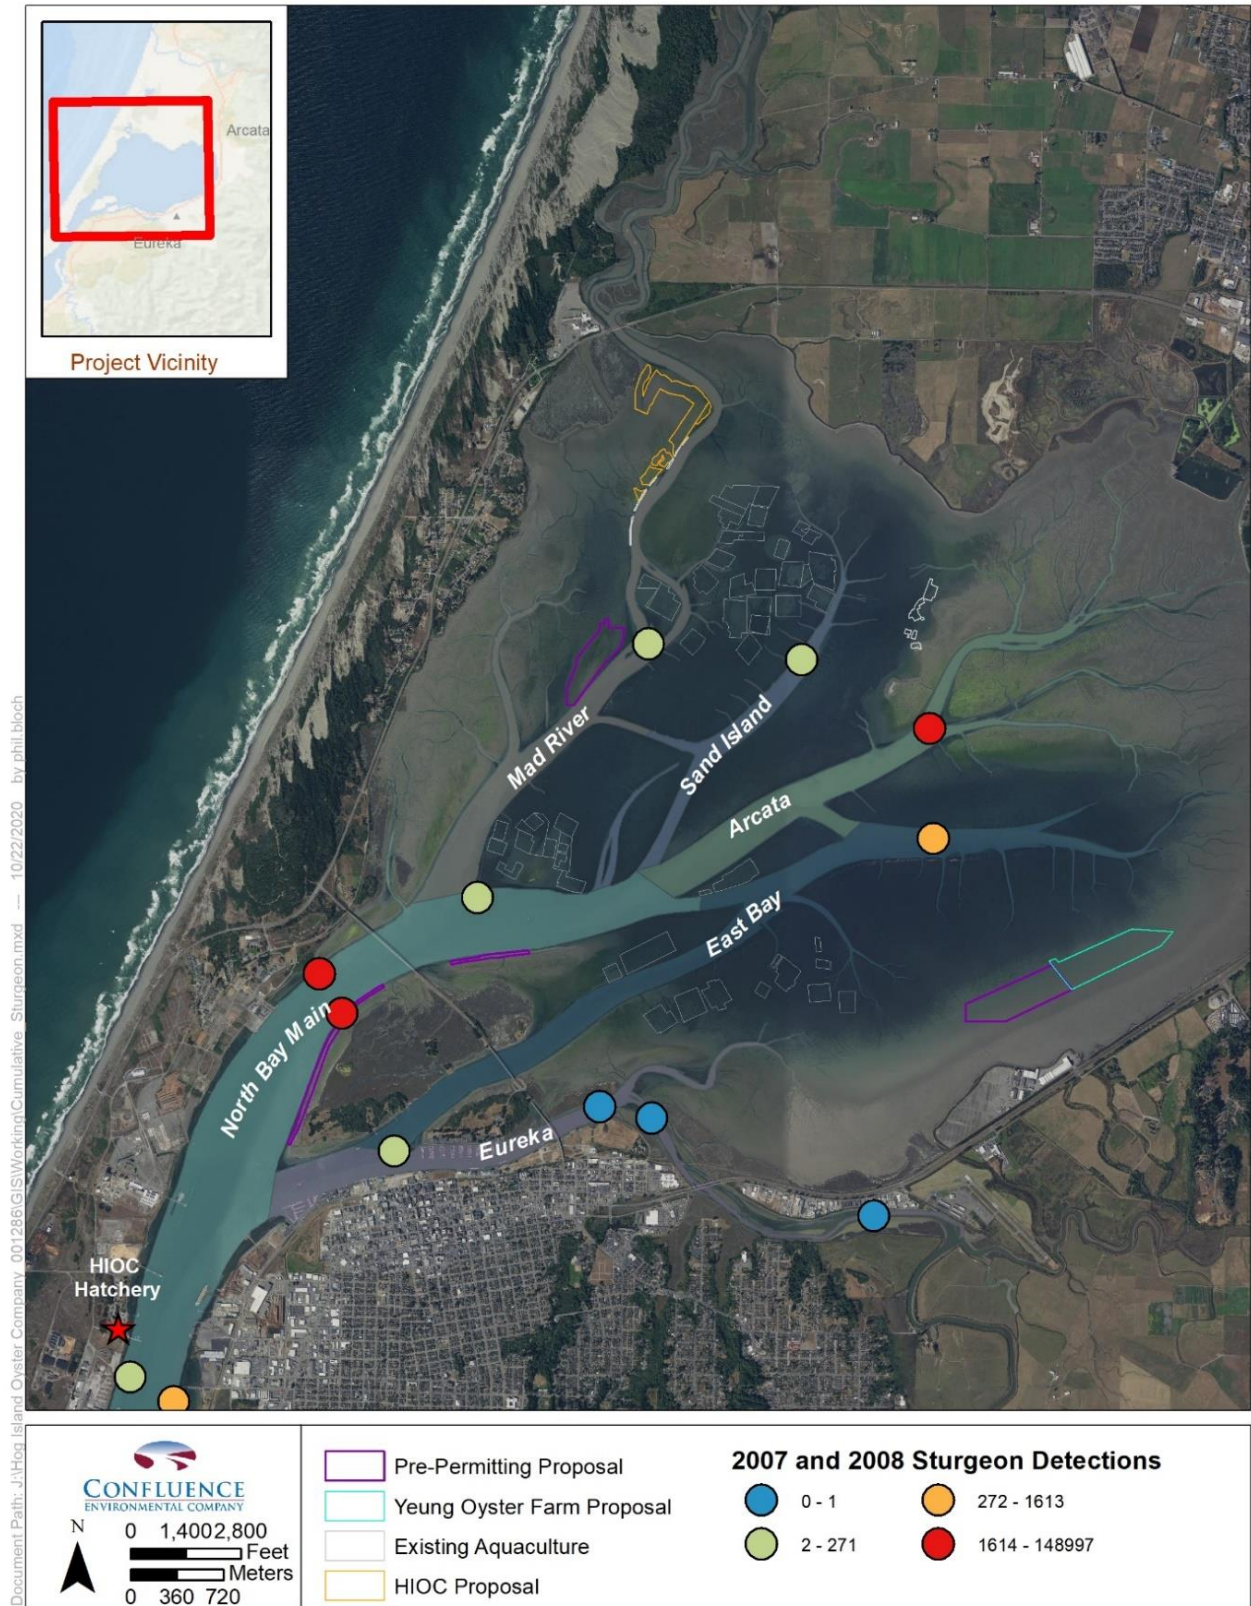 Arcata
Eureka
Project Vicinity
Mad River
Sand Island
Arcata
East Bay
North Bay Main
Eureka
HIOC
Hatchery
Document Path: J:\Hog Island Oyster Company_001286\GIS\Working\Cumulative_Sturgeon.mxd --- 10/22/2020 by phil.bloch
CONFLUENCE
ENVIRONMENTAL COMPANY
N
0 1,400 2,800
Feet
Meters
0 360 720
Pre-Permitting Proposal
Yeung Oyster Farm Proposal
Existing Aquaculture
HIOC Proposal
2007 and 2008 Sturgeon Detections
0 - 1
272 - 1613
2 - 271
1614 - 148997